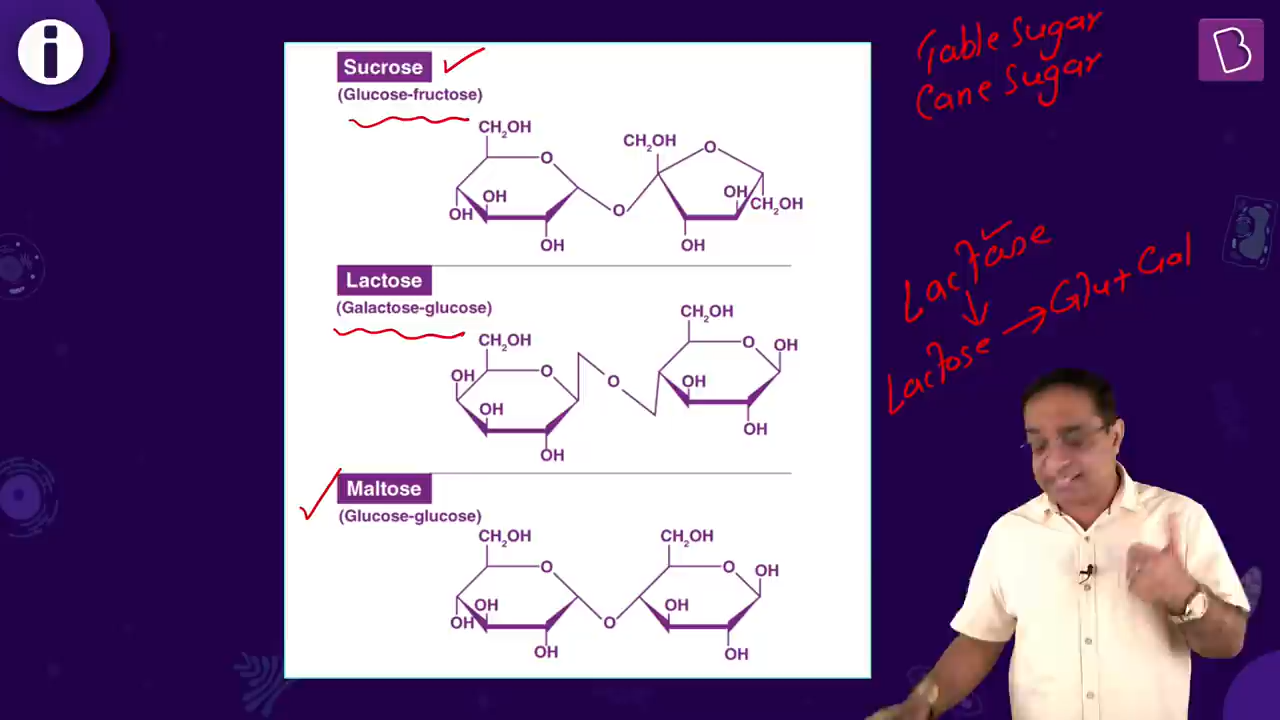 i
Table Sugar
Cane Sugar
B
Sucrose
(Glucose-fructose)
CH₂OH
O
OH
OH
OH
O
CH₂OH
O
OH
CH₂OH
OH
Lactose
(Galactose-glucose)
CH₂OH
O
OH
OH
OH
O
CH₂OH
O
OH
OH
OH
Maltose
(Glucose-glucose)
CH₂OH
O
OH
OH
OH
O
CH₂OH
O
OH
OH
OH
Lactase
Lactose → Glu + Gal